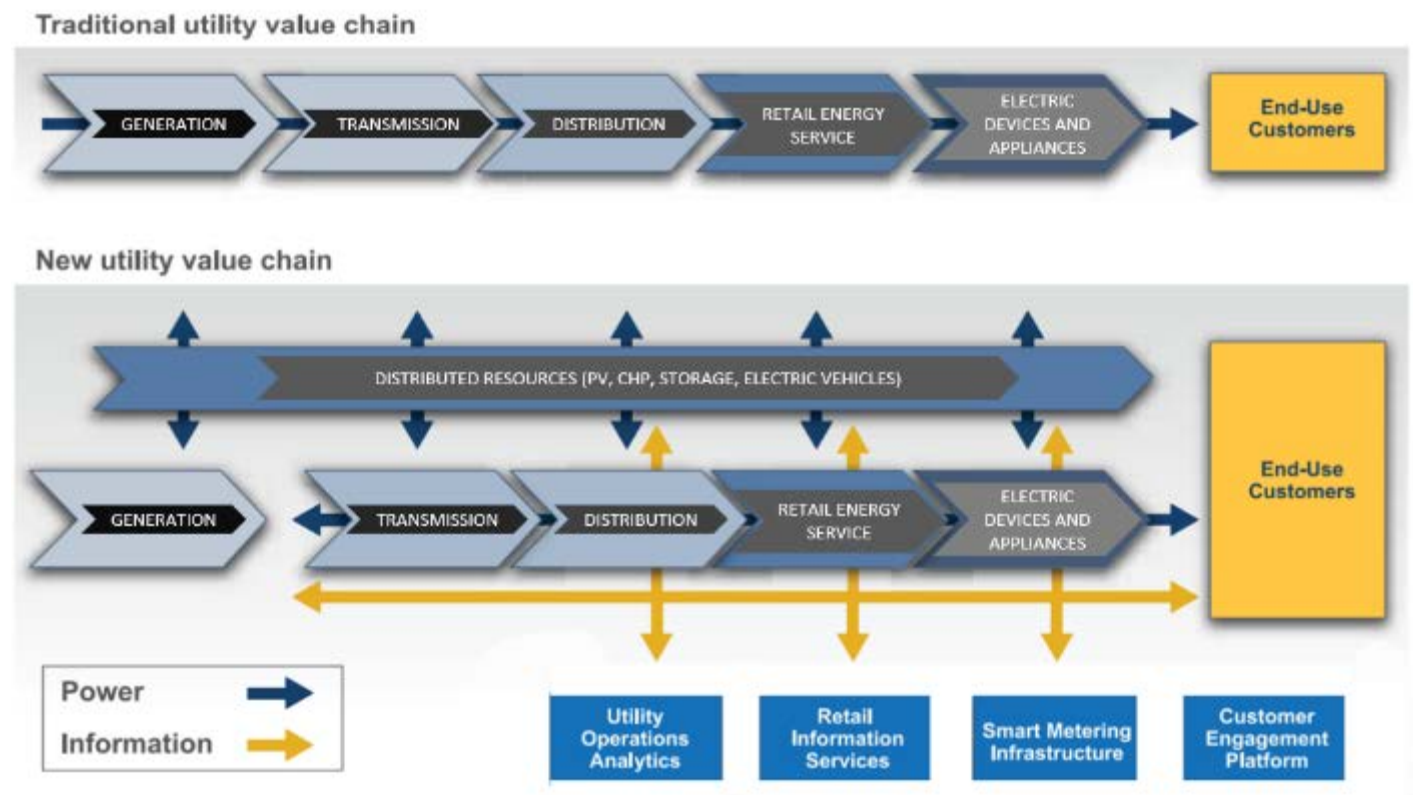 Traditional utility value chain
GENERATION
TRANSMISSION
DISTRIBUTION
RETAIL ENERGY
SERVICE
ELECTRIC
DEVICES AND
APPLIANCES
End-Use
Customers
New utility value chain
DISTRIBUTED RESOURCES (PV, CHP, STORAGE, ELECTRIC VEHICLES)
GENERATION
TRANSMISSION
DISTRIBUTION
RETAIL ENERGY
SERVICE
ELECTRIC
DEVICES AND
APPLIANCES
End-Use
Customers
Power
Information
Utility
Operations
Analytics
Retail
Information
Services
Smart Metering
Infrastructure
Customer
Engagement
Platform